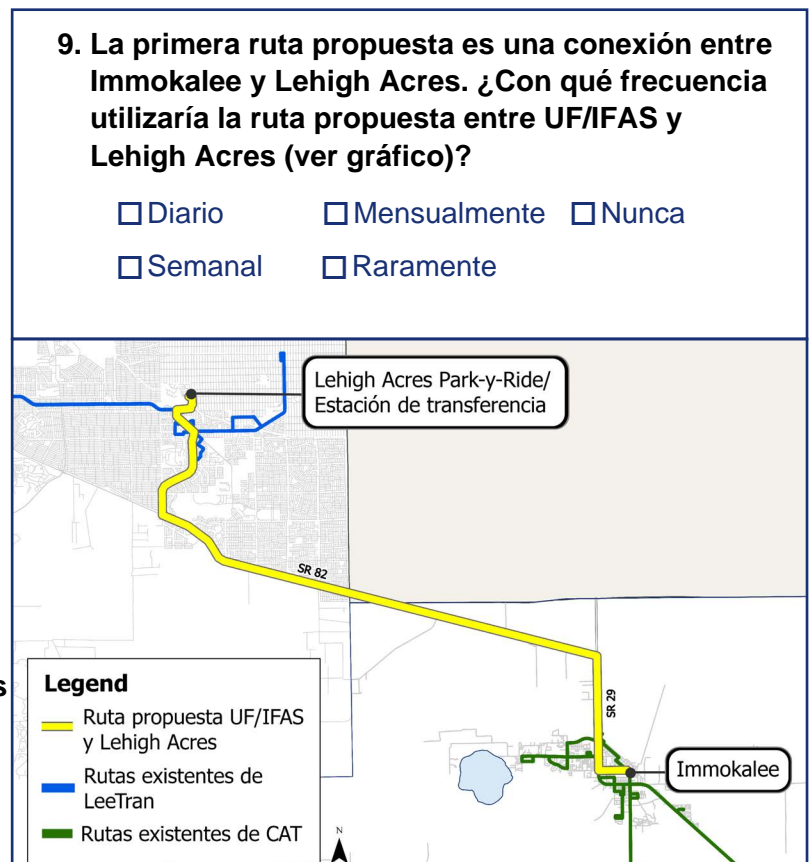 9. La primera ruta propuesta es una conexión entre
Immokalee y Lehigh Acres. ¿Con qué frecuencia
utilizaría la ruta propuesta entre UF/IFAS y
Lehigh Acres (ver gráfico)?
Diario
Mensualmente
Nunca
Semanal
Raramente
Lehigh Acres Park-y-Ride/
Estación de transferencia
SR 82
SR 29
Immokalee
s
Legend
Ruta propuesta UF/IFAS
y Lehigh Acres
Rutas existentes de
LeeTran
Rutas existentes de CAT
N